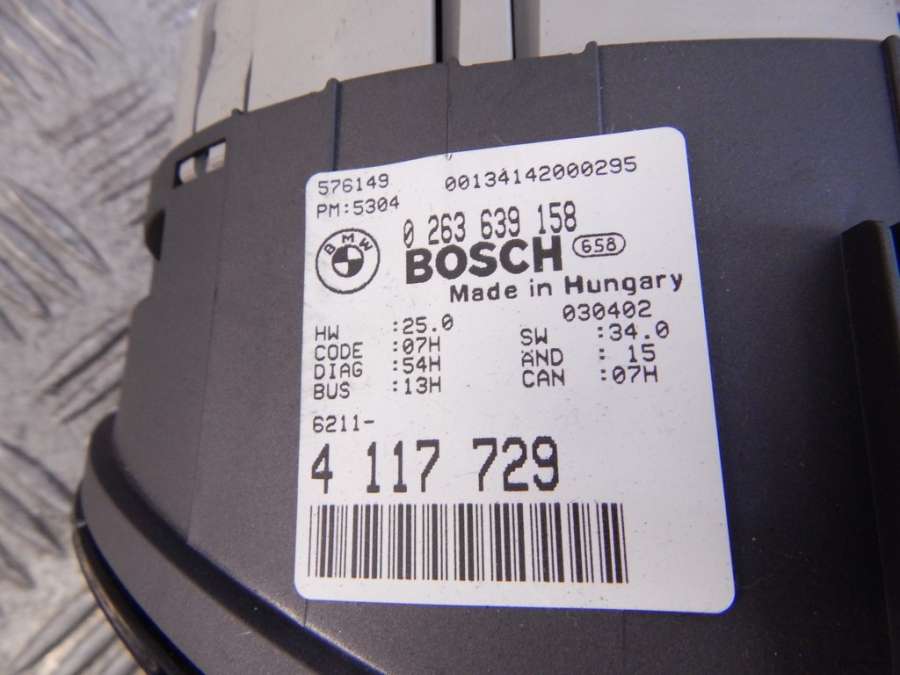 576149 00134142000295
PM:5304
BMW
0 263 639 158
BOSCH 658
Made in Hungary
030402
HW :25.0 SW :34.0
CODE :07H AND : 15
DIAG :54H CAN :07H
BUS :13H
6211-
4 117 729